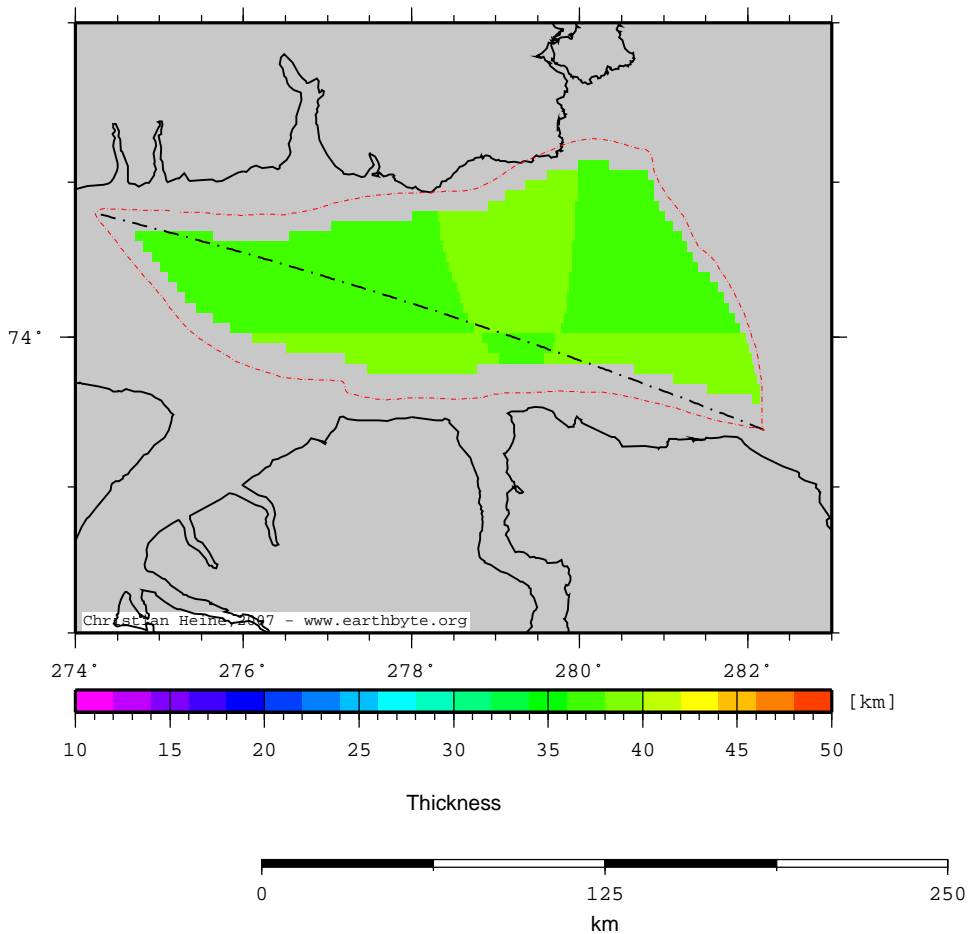 74°
Christian Heine, 2007 - www.earthbyte.org
274° 276° 278° 280° 282°
[km]
10 15 20 25 30 35 40 45 50
Thickness
0 125 250
km